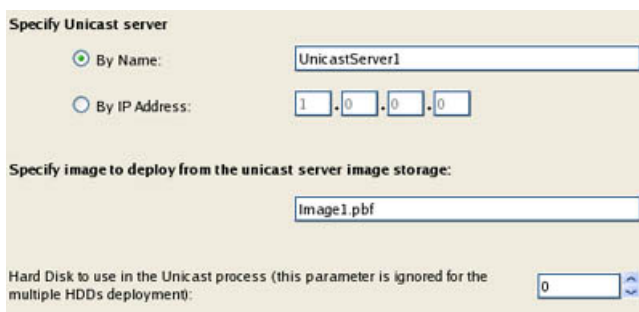 Specify Unicast server
By Name: UnicastServer1
By IP Address: 1 . 0 . 0 . 0
Specify image to deploy from the unicast server image storage:
Image1.pbf
Hard Disk to use in the Unicast process (this parameter is ignored for the
multiple HDDs deployment): 0